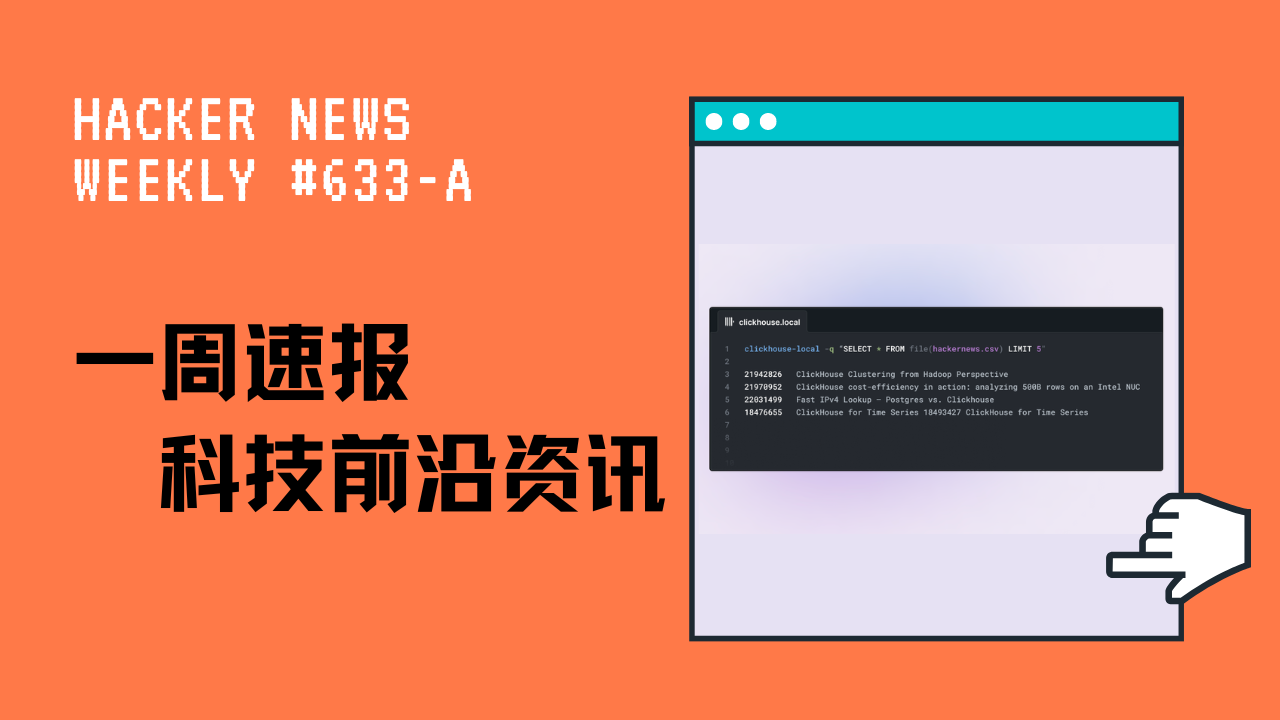 HACKER NEWS
WEEKLY #633-A
一周速报
科技前沿资讯
clickhouse.local
1 clickhouse-local -q "SELECT * FROM file(hackernews.csv) LIMIT 5"
2
3 21942826 ClickHouse Clustering from Hadoop Perspective
4 21970952 ClickHouse cost-efficiency in action: analyzing 500B rows on an Intel NUC
5 22031499 Fast IPv4 Lookup – Postgres vs. Clickhouse
6 18476655 ClickHouse for Time Series 18493427 ClickHouse for Time Series
7
8
9
10